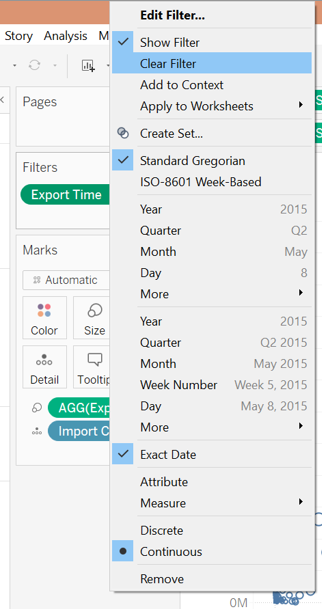 Edit Filter...
Story Analysis M
Show Filter
Clear Filter
Add to Context
Pages
Apply to Worksheets
Create Set...
Filters
Standard Gregorian
ISO-8601 Week-Based
Export Time
Year 2015
Quarter Q2
Marks
Month May
Automatic
Day 8
More
Year 2015
Color Size
Quarter Q2 2015
Month May 2015
Detail Tooltip
Week Number Week 5, 2015
AGG(Exp
Day May 8, 2015
Import C
More
Exact Date
Attribute
Measure
Discrete
Continuous
Remove
0M